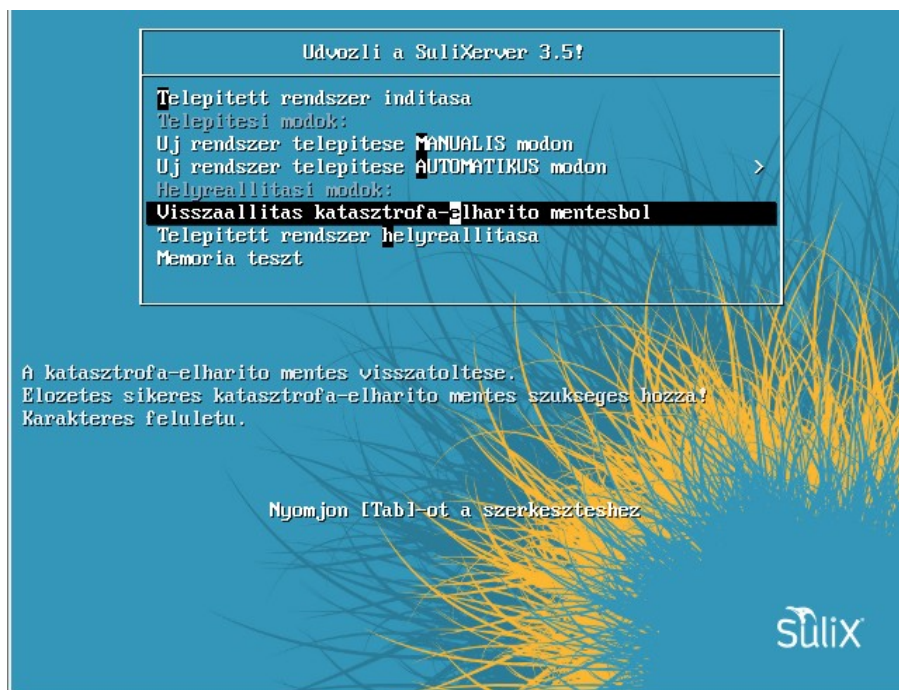 Udvozli a SuliXerver 3.5!
Telepitett rendszer inditasa
Telepitesi modok:
Uj rendszer telepitese MANUALIS modon
Uj rendszer telepitese AUTOMATIKUS modon >
Helyreallitasi modok:
Visszaallitas katasztrofa-elharito mentesbol
Telepitett rendszer helyreallitasa
Memoria teszt
A katasztrofa-elharito mentes visszatoltese.
Elozetes sikeres katasztrofa-elharito mentes szukseges hozza!
Karakteres feluletu.
Nyomjon [Tab]-ot a szerkeszteshez
SuliX